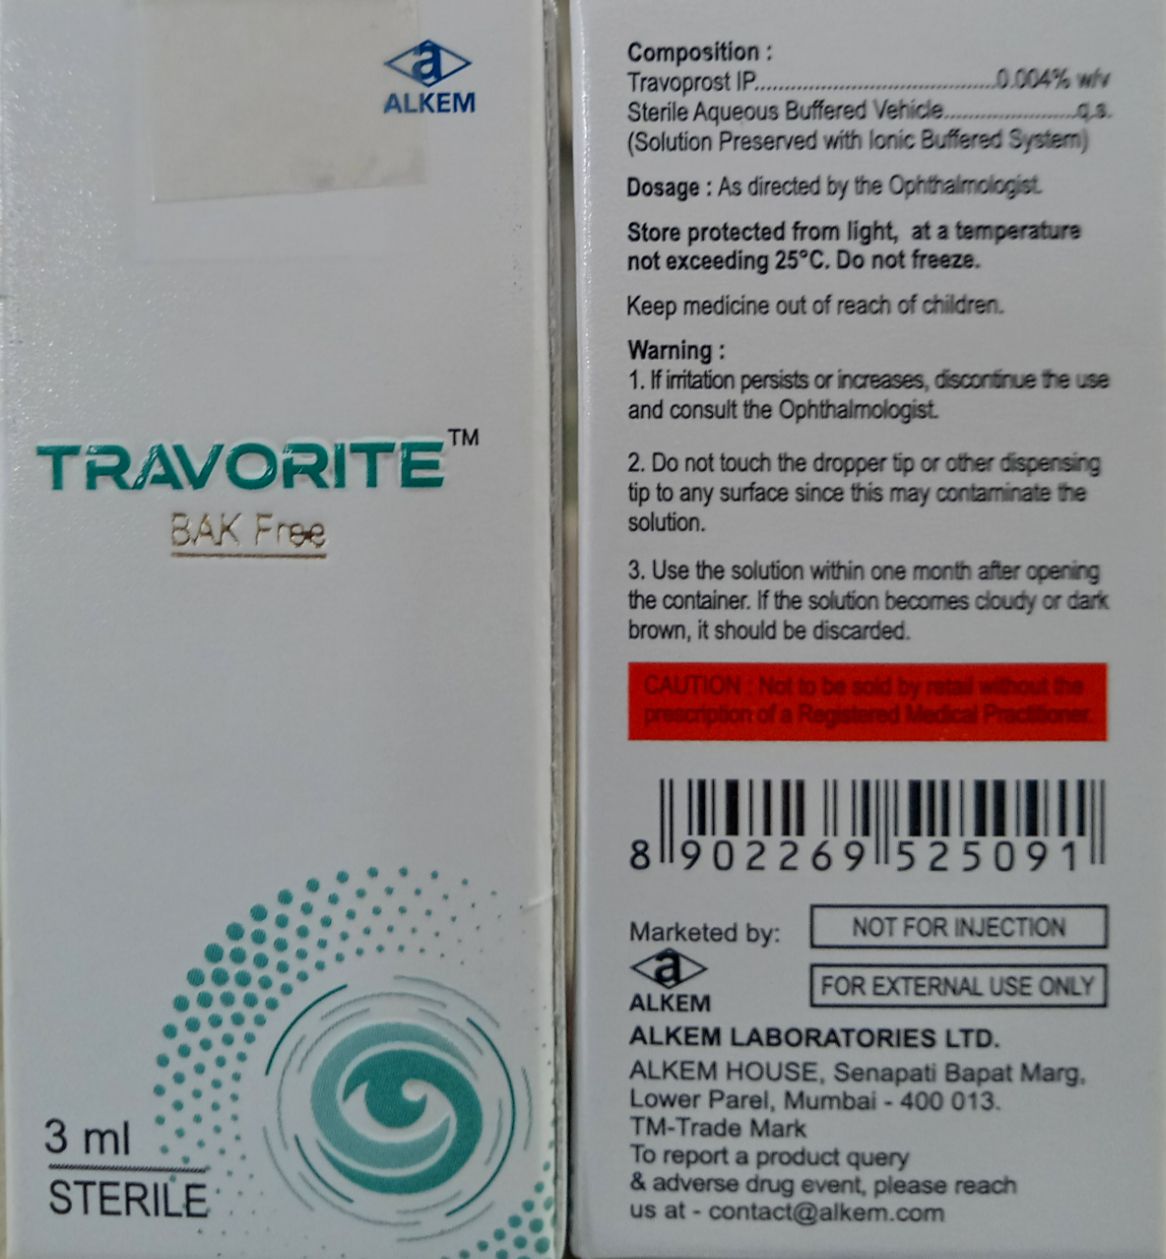 a
ALKEM
TRAVORITE™
BAK Free
3 ml
STERILE
Composition :
Travoprost IP........................................0.004% w/v
Sterile Aqueous Buffered Vehicle......................q.s.
(Solution Preserved with Ionic Buffered System)
Dosage : As directed by the Ophthalmologist.
Store protected from light, at a temperature
not exceeding 25°C. Do not freeze.
Keep medicine out of reach of children.
Warning :
1. If irritation persists or increases, discontinue the use
and consult the Ophthalmologist.
2. Do not touch the dropper tip or other dispensing
tip to any surface since this may contaminate the
solution.
3. Use the solution within one month after opening
the container. If the solution becomes cloudy or dark
brown, it should be discarded.
CAUTION : Not to be sold by retail without the
prescription of a Registered Medical Practitioner.
8 902269 525091
Marketed by:
NOT FOR INJECTION
a
ALKEM
FOR EXTERNAL USE ONLY
ALKEM LABORATORIES LTD.
ALKEM HOUSE, Senapati Bapat Marg,
Lower Parel, Mumbai - 400 013.
TM-Trade Mark
To report a product query
& adverse drug event, please reach
us at - contact@alkem.com